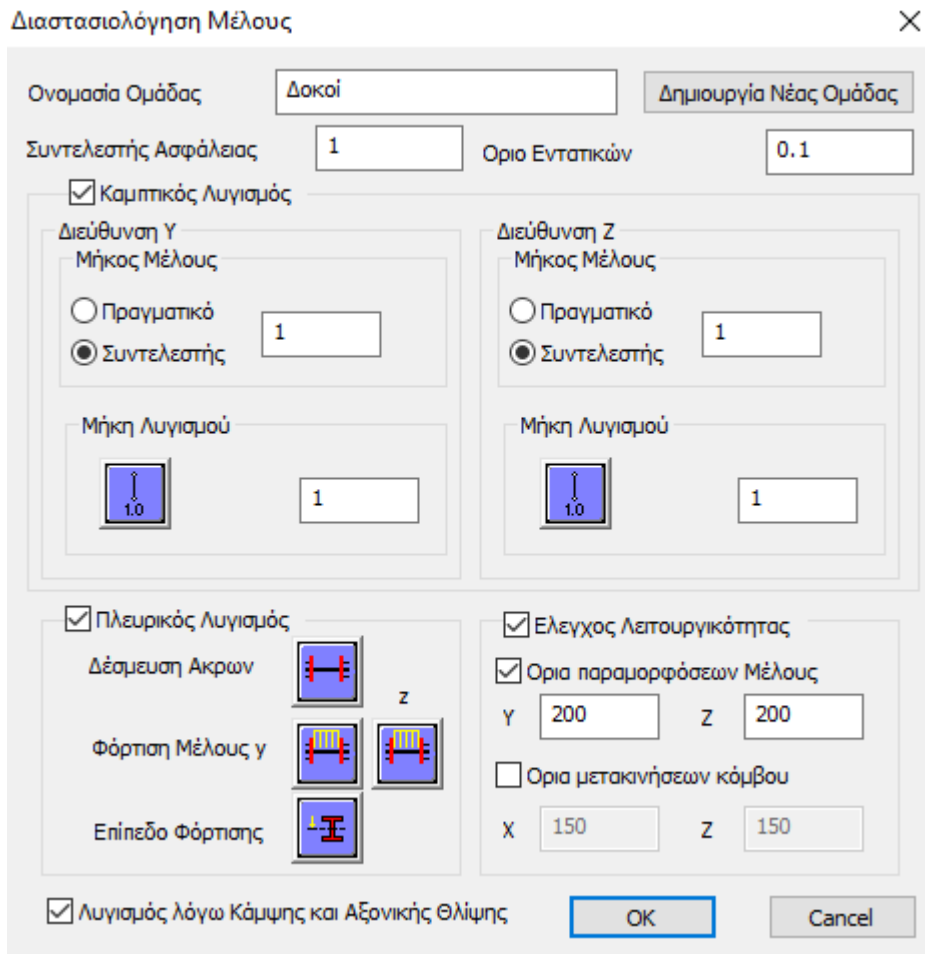 Διαστασιολόγηση Μέλους
Ονομασία Ομάδας Δοκοί Δημιουργία Νέας Ομάδας
Συντελεστής Ασφάλειας 1 Οριο Εντατικών 0.1
Καμπτικός Λυγισμός
Διεύθυνση Υ Διεύθυνση Ζ
Μήκος Μέλους Μήκος Μέλους
Πραγματικό Πραγματικό
1 1
Συντελεστής Συντελεστής
Μήκη Λυγισμού Μήκη Λυγισμού
1.0 1 1.0 1
Πλευρικός Λυγισμός Ελεγχος Λειτουργικότητας
Δέσμευση Ακρων Ορια παραμορφόσεων Μέλους
z
Y 200 Z 200
Φόρτιση Μέλους y
Ορια μετακινήσεων κόμβου
Επίπεδο Φόρτισης X 150 Z 150
Λυγισμός λόγω Κάμψης και Αξονικής Θλίψης OK Cancel